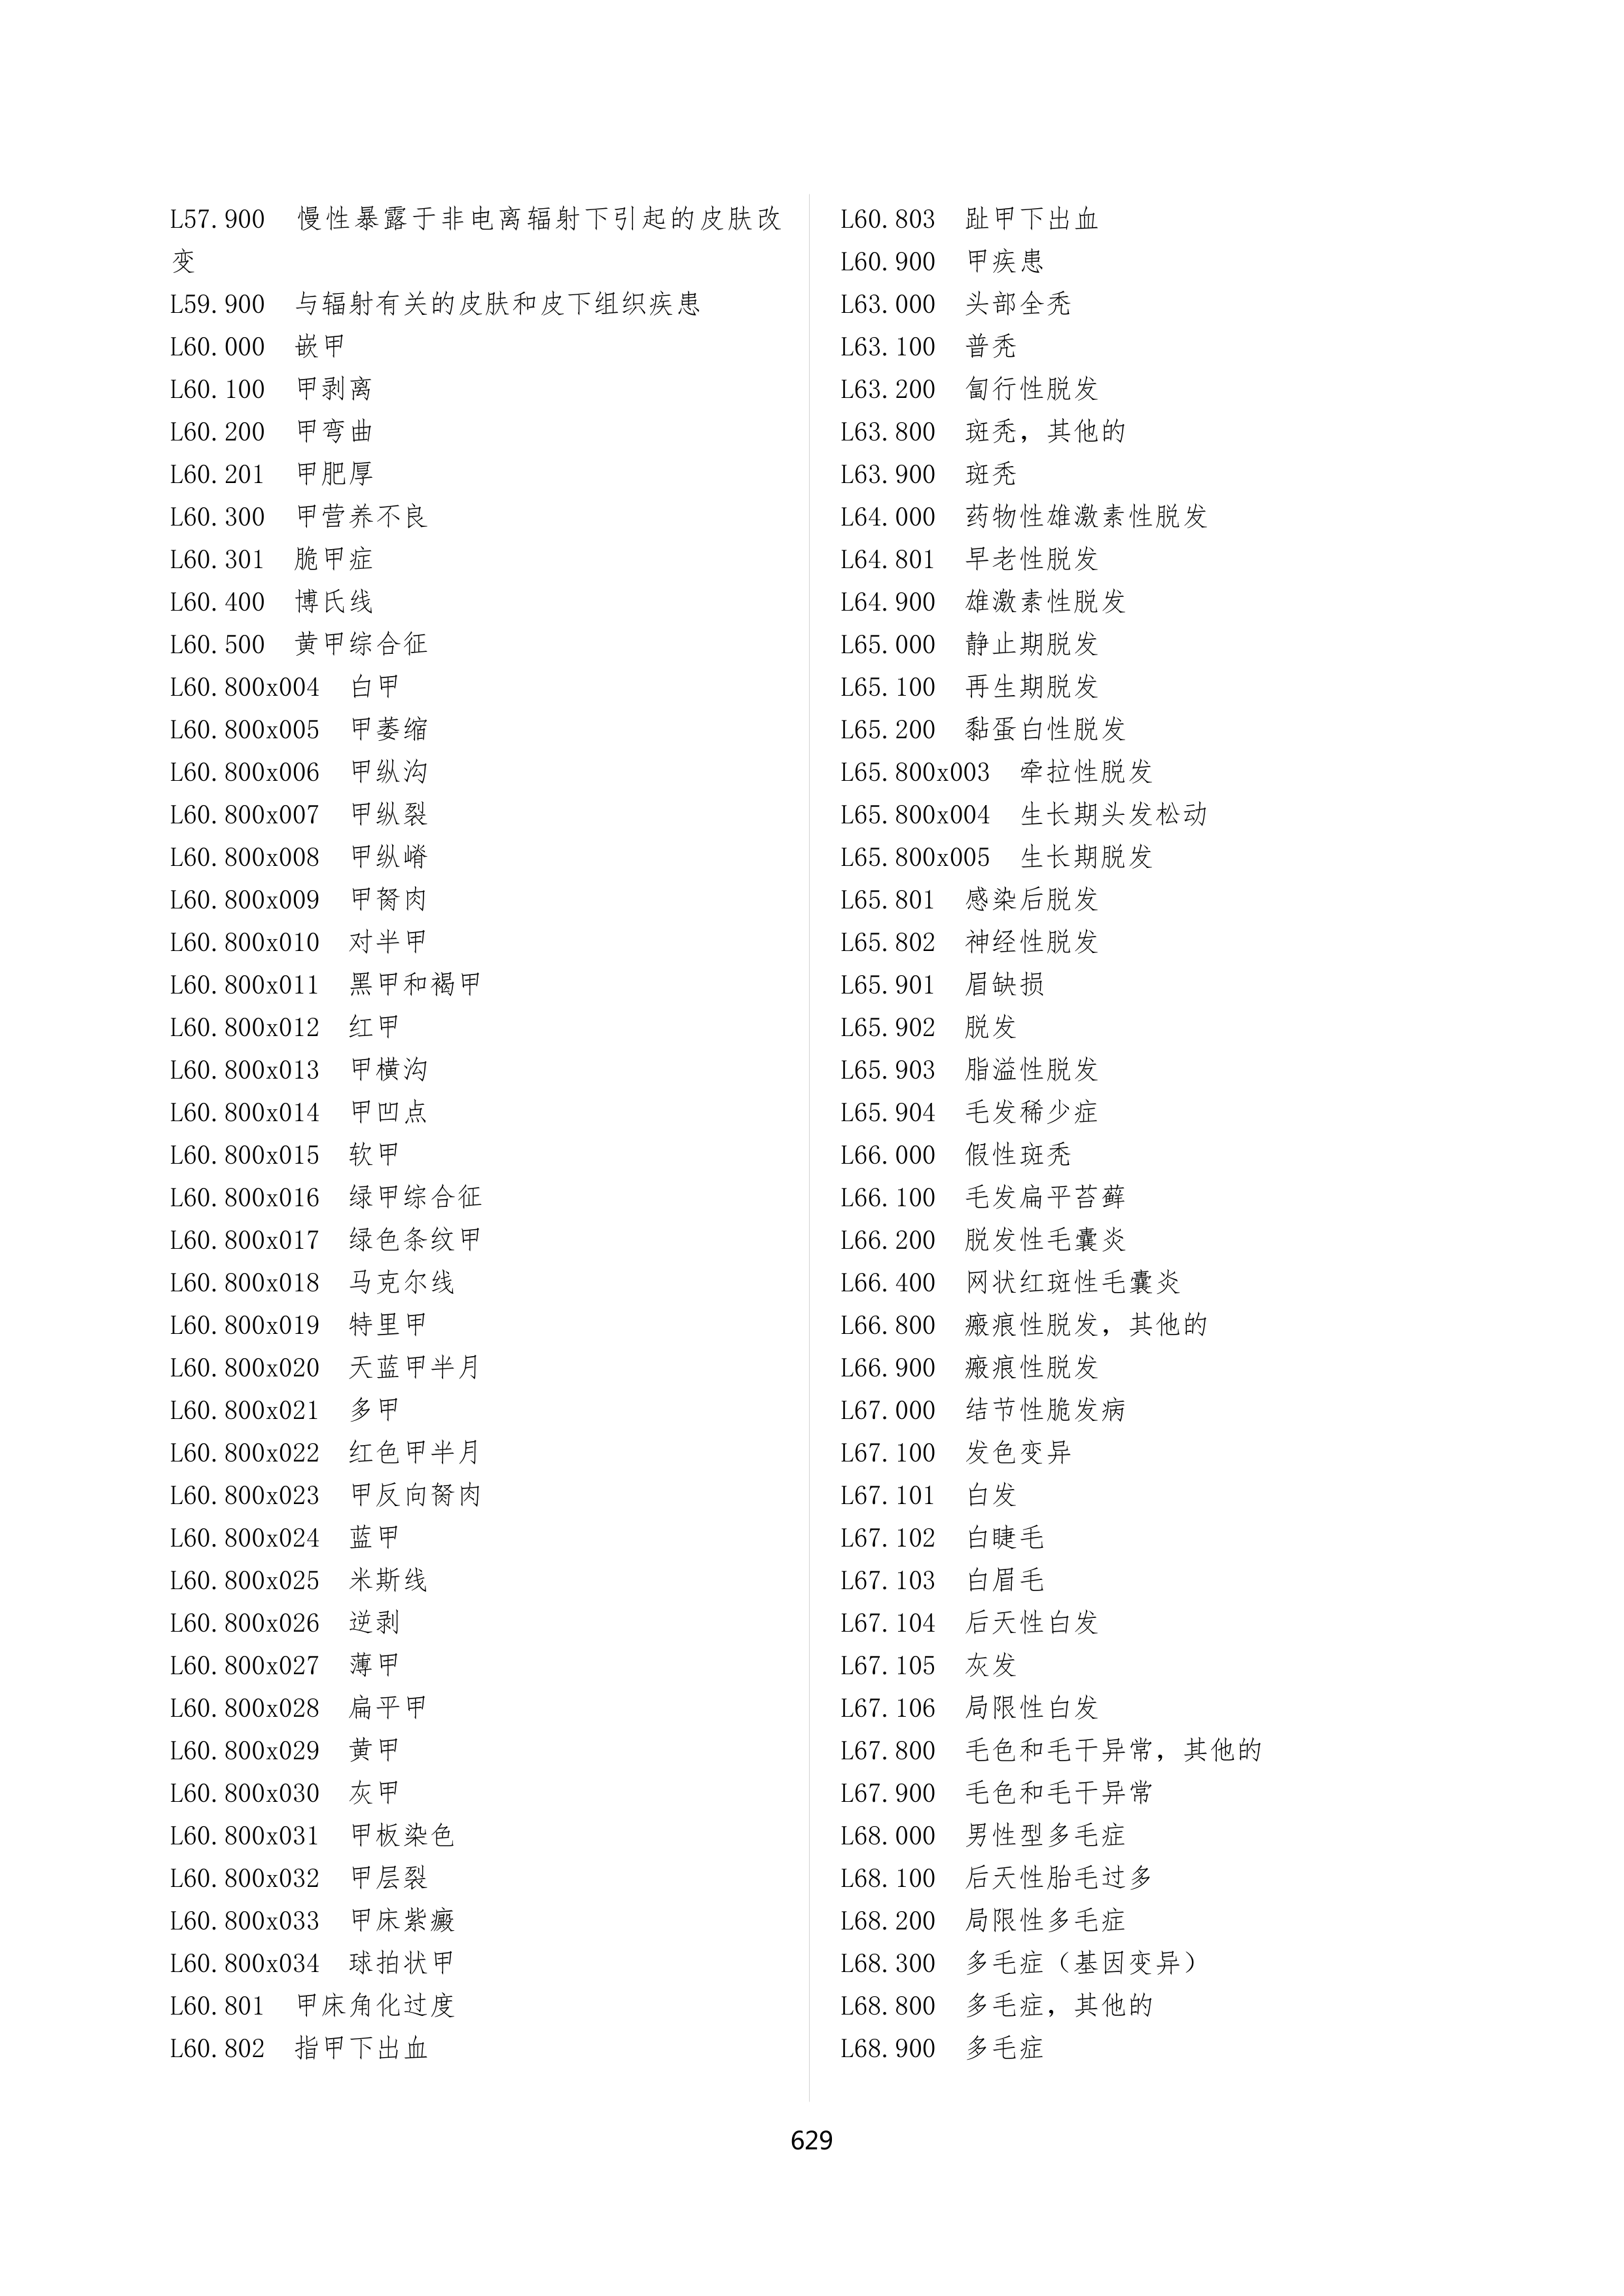 L57.900 慢性暴露于非电离辐射下引起的皮肤改
变
L59.900 与辐射有关的皮肤和皮下组织疾患
L60.000 嵌甲
L60.100 甲剥离
L60.200 甲弯曲
L60.201 甲肥厚
L60.300 甲营养不良
L60.301 脆甲症
L60.400 博氏线
L60.500 黄甲综合征
L60.800x004 白甲
L60.800x005 甲萎缩
L60.800x006 甲纵沟
L60.800x007 甲纵裂
L60.800x008 甲纵嵴
L60.800x009 甲胬肉
L60.800x010 对半甲
L60.800x011 黑甲和褐甲
L60.800x012 红甲
L60.800x013 甲横沟
L60.800x014 甲凹点
L60.800x015 软甲
L60.800x016 绿甲综合征
L60.800x017 绿色条纹甲
L60.800x018 马克尔线
L60.800x019 特里甲
L60.800x020 天蓝甲半月
L60.800x021 多甲
L60.800x022 红色甲半月
L60.800x023 甲反向胬肉
L60.800x024 蓝甲
L60.800x025 米斯线
L60.800x026 逆剥
L60.800x027 薄甲
L60.800x028 扁平甲
L60.800x029 黄甲
L60.800x030 灰甲
L60.800x031 甲板染色
L60.800x032 甲层裂
L60.800x033 甲床紫癜
L60.800x034 球拍状甲
L60.801 甲床角化过度
L60.802 指甲下出血
L60.803 趾甲下出血
L60.900 甲疾患
L63.000 头部全秃
L63.100 普秃
L63.200 匐行性脱发
L63.800 斑秃，其他的
L63.900 斑秃
L64.000 药物性雄激素性脱发
L64.801 早老性脱发
L64.900 雄激素性脱发
L65.000 静止期脱发
L65.100 再生期脱发
L65.200 黏蛋白性脱发
L65.800x003 牵拉性脱发
L65.800x004 生长期头发松动
L65.800x005 生长期脱发
L65.801 感染后脱发
L65.802 神经性脱发
L65.901 眉缺损
L65.902 脱发
L65.903 脂溢性脱发
L65.904 毛发稀少症
L66.000 假性斑秃
L66.100 毛发扁平苔藓
L66.200 脱发性毛囊炎
L66.400 网状红斑性毛囊炎
L66.800 瘢痕性脱发，其他的
L66.900 瘢痕性脱发
L67.000 结节性脆发病
L67.100 发色变异
L67.101 白发
L67.102 白睫毛
L67.103 白眉毛
L67.104 后天性白发
L67.105 灰发
L67.106 局限性白发
L67.800 毛色和毛干异常，其他的
L67.900 毛色和毛干异常
L68.000 男性型多毛症
L68.100 后天性胎毛过多
L68.200 局限性多毛症
L68.300 多毛症（基因变异）
L68.800 多毛症，其他的
L68.900 多毛症
629